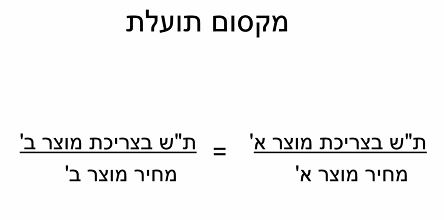 מקסום תועלת
ת"ש בצריכת מוצר א' = ת"ש בצריכת מוצר ב'
מחיר מוצר א' מחיר מוצר ב'